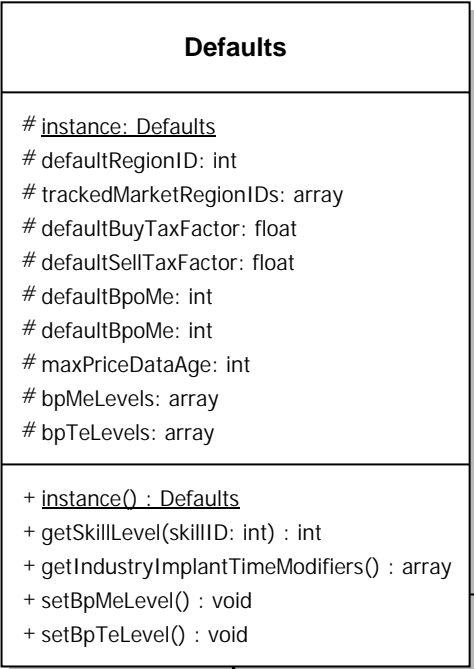 Defaults
# instance: Defaults
# defaultRegionID: int
# trackedMarketRegionIDs: array
# defaultBuyTaxFactor: float
# defaultSellTaxFactor: float
# defaultBpoMe: int
# defaultBpoMe: int
# maxPriceDataAge: int
# bpMeLevels: array
# bpTeLevels: array
+ instance() : Defaults
+ getSkillLevel(skillID: int) : int
+ getIndustryImplantTimeModifiers() : array
+ setBpMeLevel() : void
+ setBpTeLevel() : void